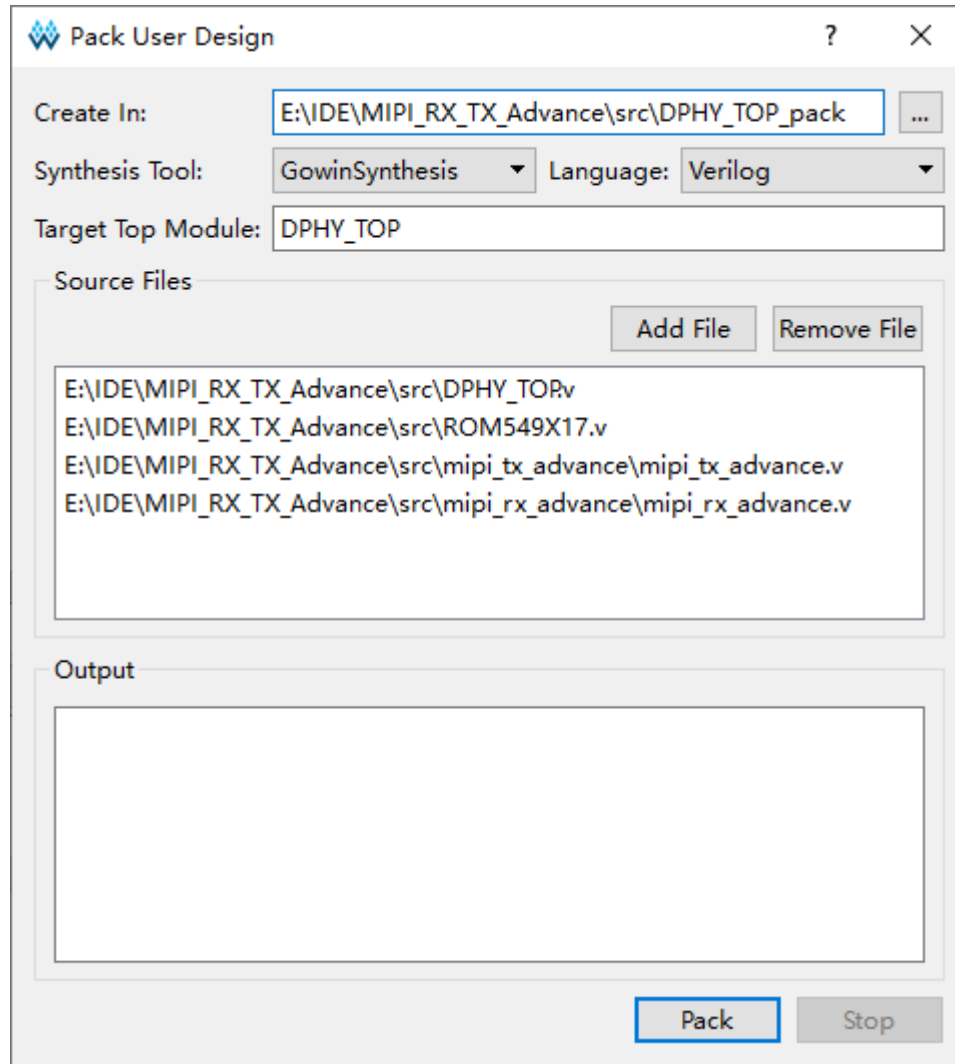 Pack User Design ? ×
Create In: E:\IDE\MIPI_RX_TX_Advance\src\DPHY_TOP_pack ...
Synthesis Tool: GowinSynthesis Language: Verilog
Target Top Module: DPHY_TOP
Source Files
Add File Remove File
E:\IDE\MIPI_RX_TX_Advance\src\DPHY_TOP.v
E:\IDE\MIPI_RX_TX_Advance\src\ROM549X17.v
E:\IDE\MIPI_RX_TX_Advance\src\mipi_tx_advance\mipi_tx_advance.v
E:\IDE\MIPI_RX_TX_Advance\src\mipi_rx_advance\mipi_rx_advance.v
Output
Pack Stop